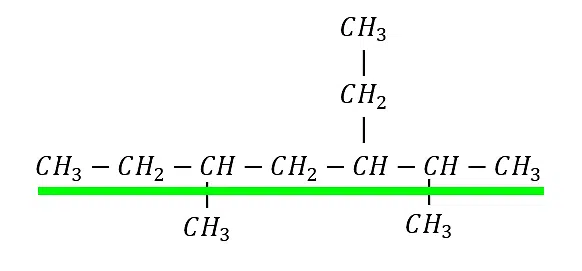 CH₃
|
CH₂
|
CH₃ − CH₂ − CH − CH₂ − CH − CH − CH₃
| |
CH₃ CH₃